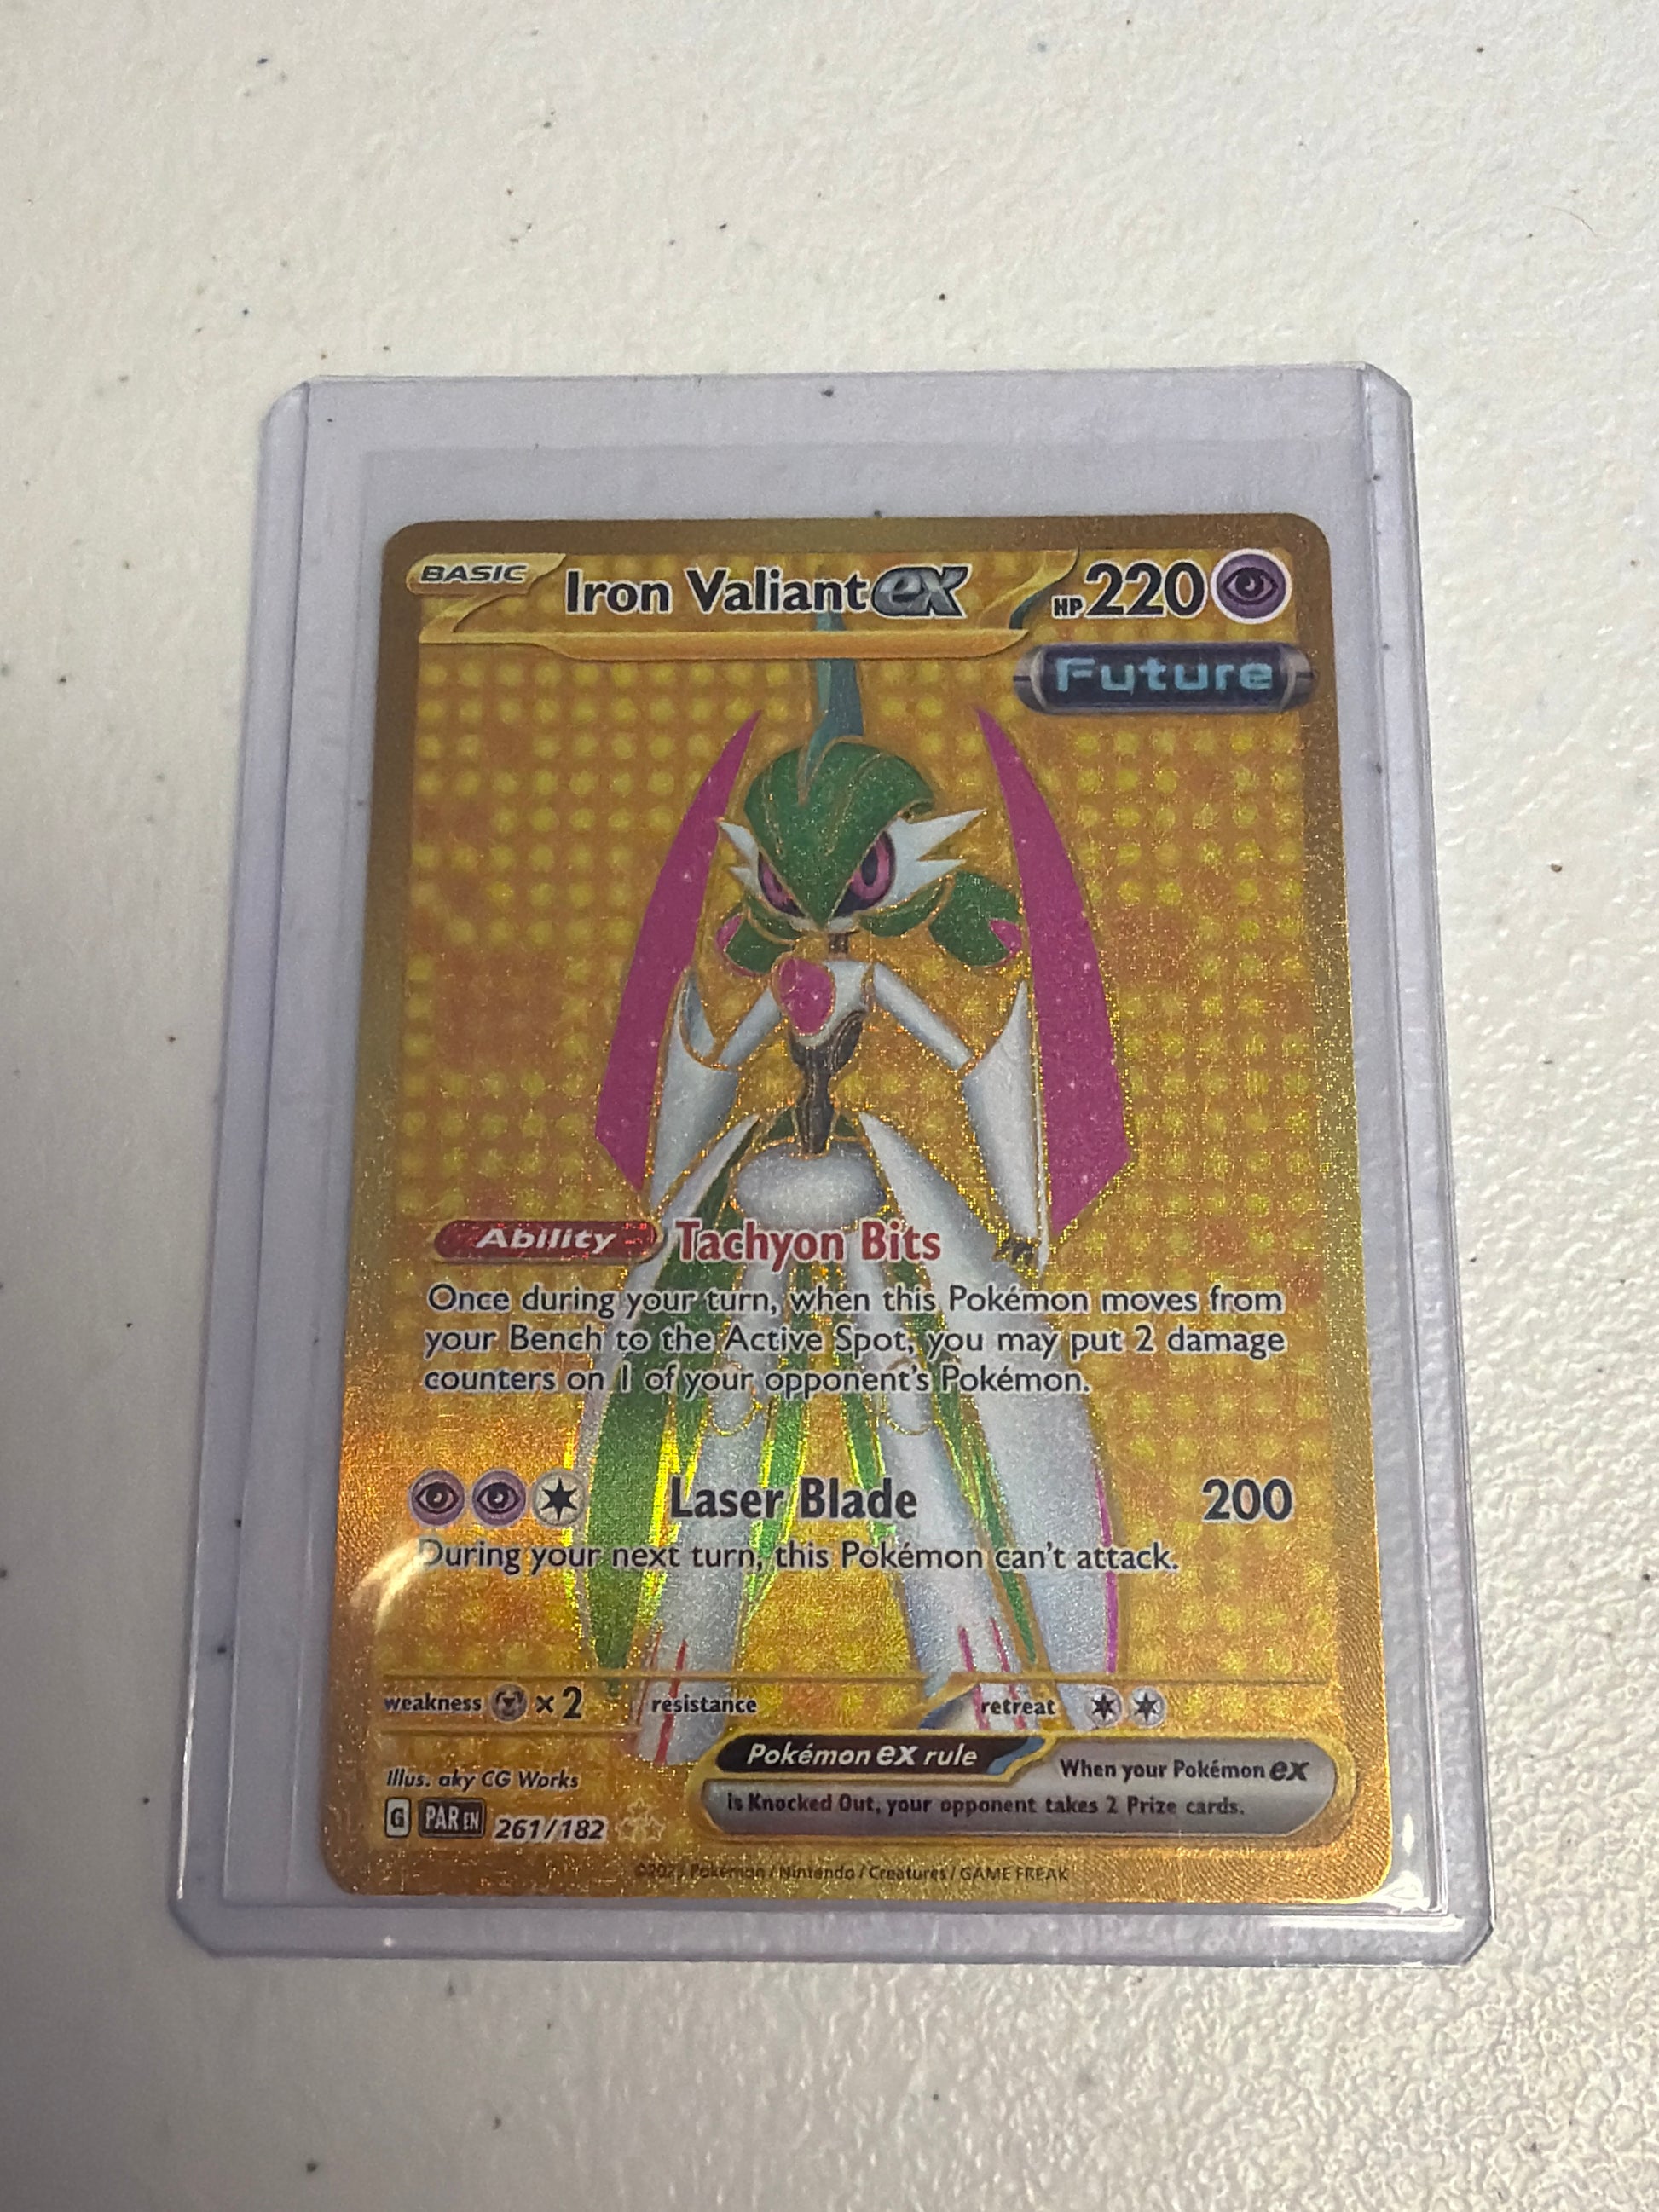 BASIC
Iron Valiant ex
HP 220
Future
Ability Tachyon Bits
Once during your turn, when this Pokémon moves from
your Bench to the Active Spot, you may put 2 damage
counters on 1 of your opponent's Pokémon.
Laser Blade 200
During your next turn, this Pokémon can't attack.
weakness ×2 resistance retreat
Pokémon ex rule When your Pokémon ex
is Knocked Out, your opponent takes 2 Prize cards.
Illus. aky CG Works
G PAR EN 261/182
©2023 Pokémon / Nintendo / Creatures / GAME FREAK